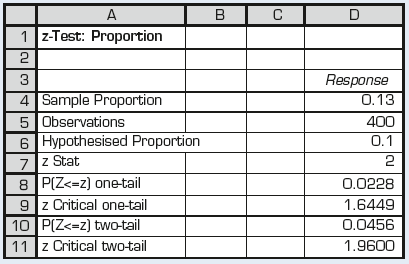 A B C D
1 z-Test: Proportion
2
3 Response
4 Sample Proportion 0.13
5 Observations 400
6 Hypothesised Proportion 0.1
7 z Stat 2
8 P(Z<=z) one-tail 0.0228
9 z Critical one-tail 1.6449
10 P(Z<=z) two-tail 0.0456
11 z Critical two-tail 1.9600